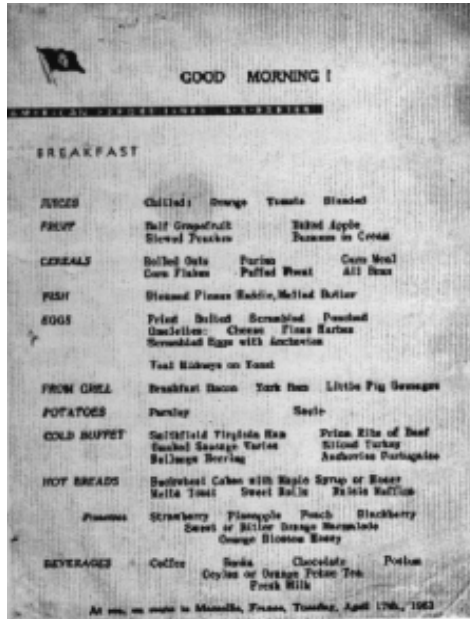 GOOD MORNING !
AMERICAN EXPORT LINES
BREAKFAST
JUICES Chilled: Orange Tomato Blended
FRUIT Half Grapefruit Baked Apple
Stewed Peaches Bananas in Cream
CEREALS Boiled Oats Farina Corn Meal
Corn Flakes Puffed Wheat All Bran
FISH Steamed Finnan Haddie, Melted Butter
EGGS Fried Boiled Scrambled Poached
Omelettes: Cheese Fines Herbes
Scrambled Eggs with Anchovies
Veal Kidneys on Toast
FROM GRILL Breakfast Bacon York Ham Little Pig Sausages
POTATOES Parsley
COLD BUFFET Smithfield Virginia Ham Prime Ribs of Beef
Smoked Sausage Varies Sliced Turkey
Herring Anchovies Portugaise
HOT BREADS Buckwheat Cakes with Maple Syrup or Honey
Toast Sweet Rolls Raisin Muffins
Preserves Strawberry Pineapple Peach Blackberry
Sweet or Bitter Orange Marmalade
Orange Blossom Honey
BEVERAGES Coffee Sanka Chocolate Postum
Ceylon or Orange Pekoe Tea
Fresh Milk
At sea, en route to Marseille, France, Tuesday, April 17th.,